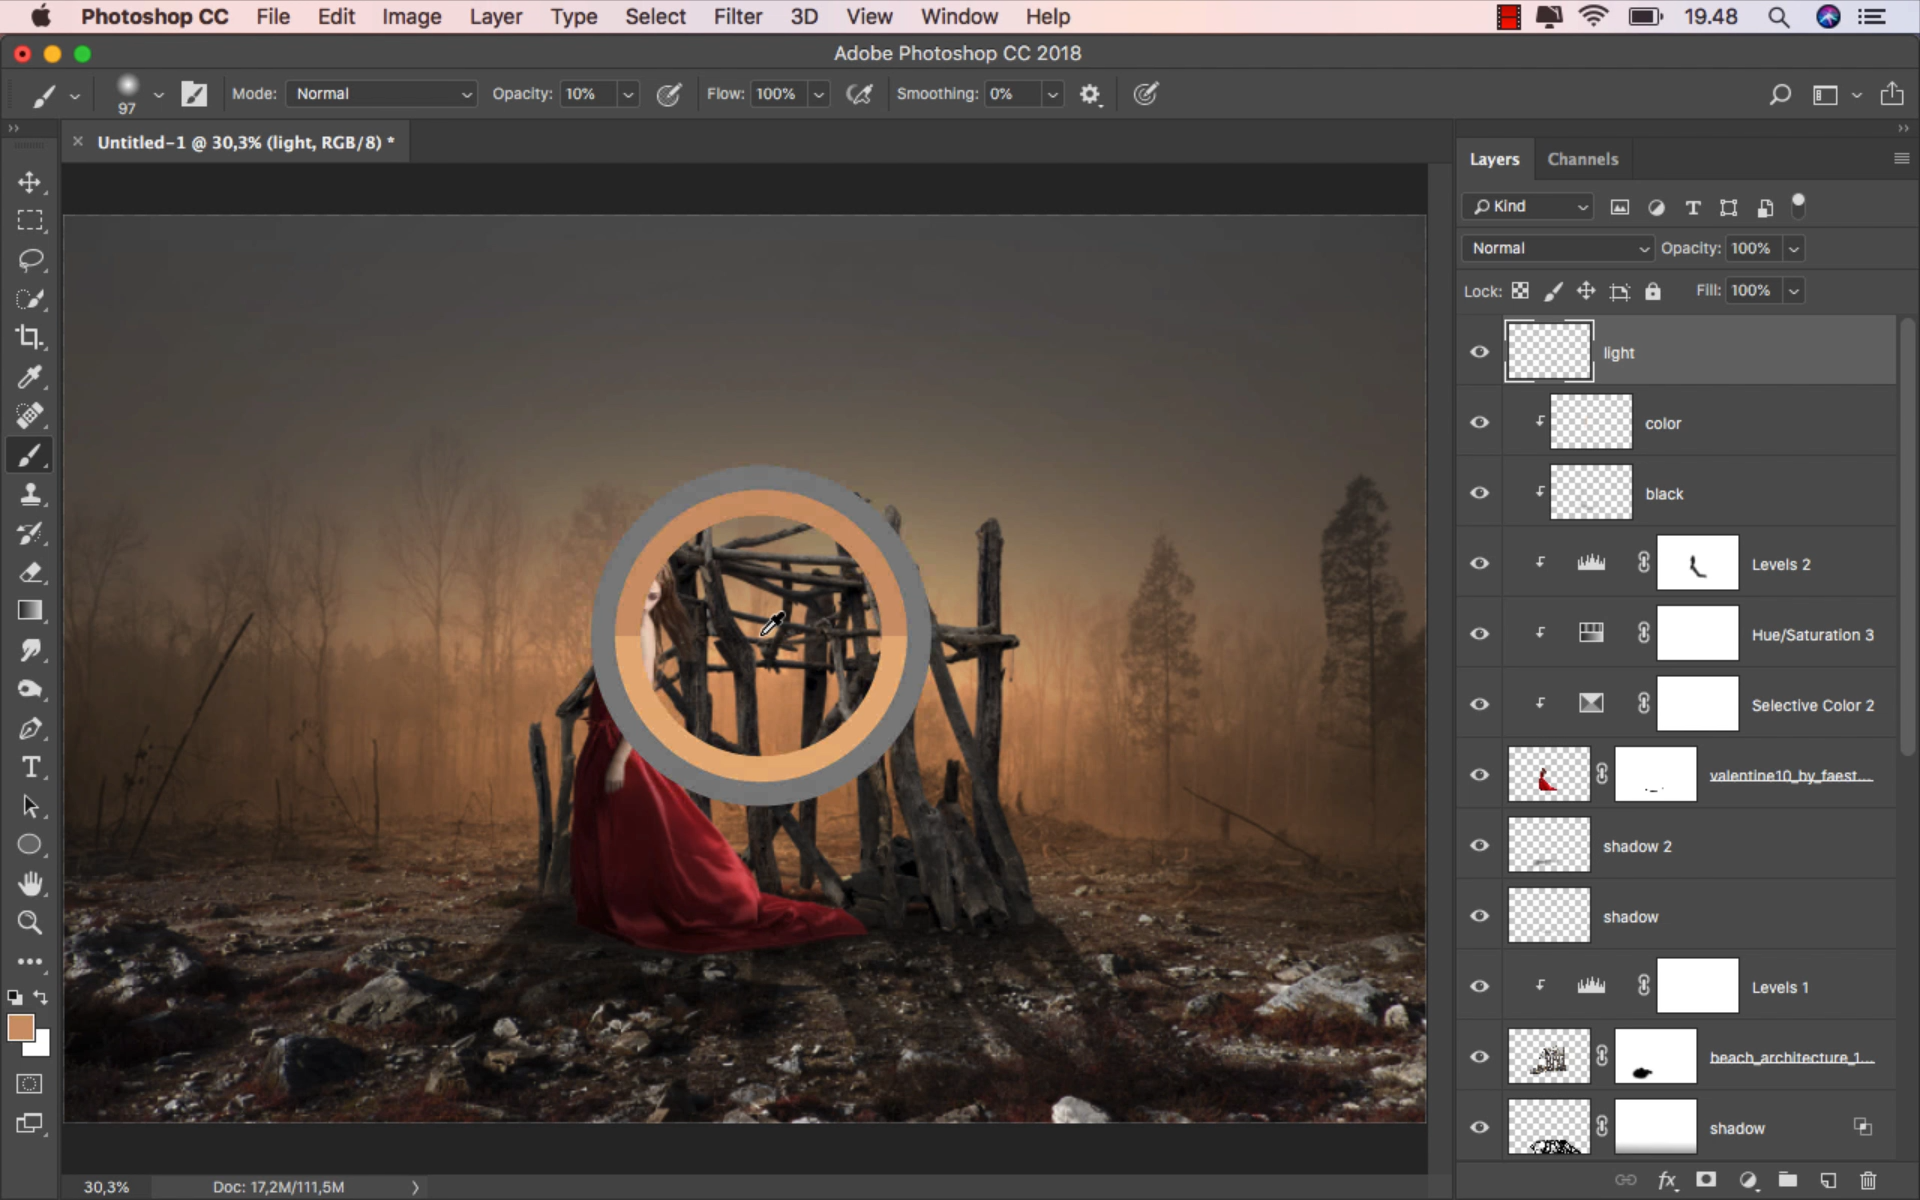 Photoshop CC File Edit Image Layer Type Select Filter 3D View Window Help 19.48
Adobe Photoshop CC 2018
97 Mode: Normal Opacity: 10% Flow: 100% Smoothing: 0%
Untitled-1 @ 30,3% (light, RGB/8) *
Layers Channels
Kind
Normal Opacity: 100%
Lock: Fill: 100%
light
color
black
Levels 2
Hue/Saturation 3
Selective Color 2
valentine10_by_faest...
shadow 2
shadow
Levels 1
beach_architecture_1...
shadow
30,3% Doc: 17,2M/111,5M